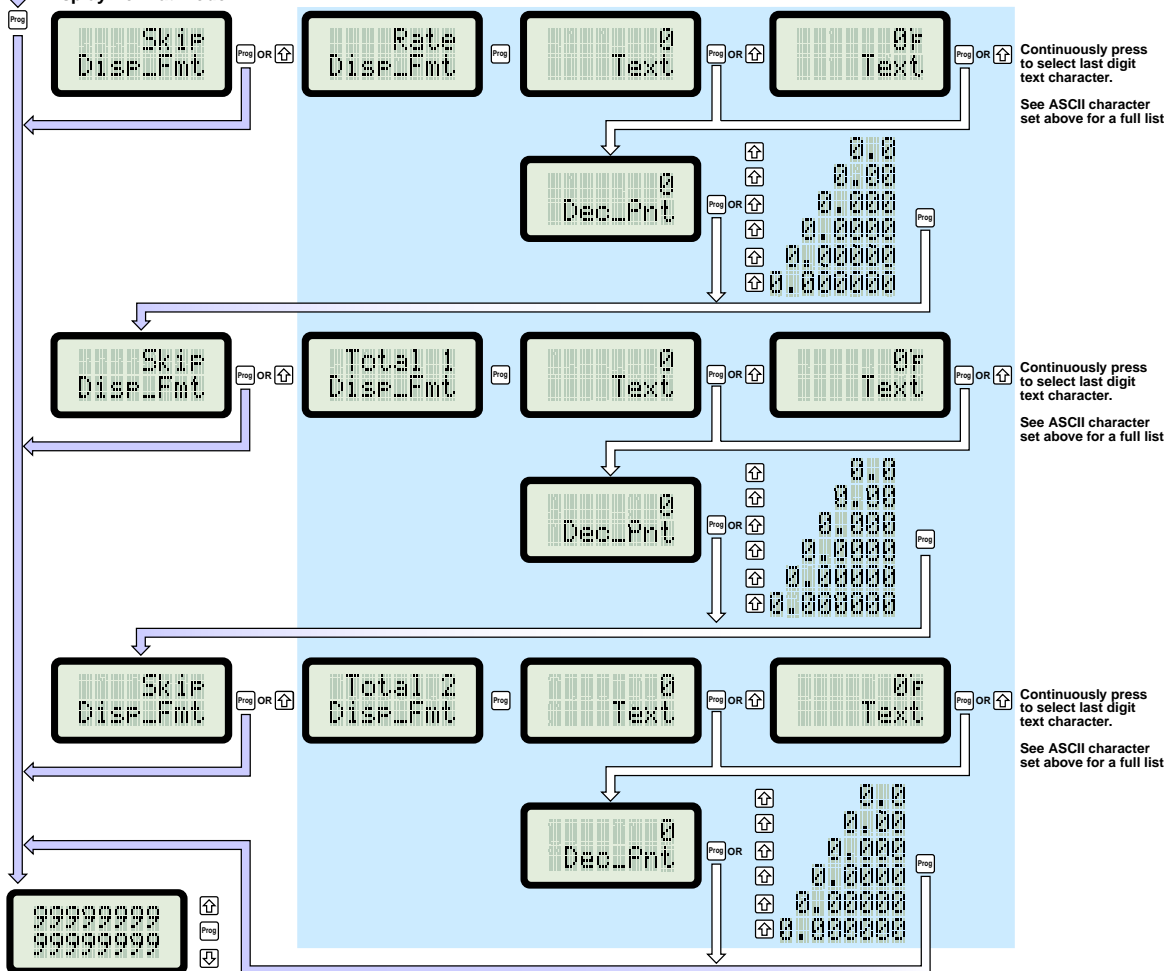 Prog
Skip
Disp_Fmt
Prog OR
Rate
Disp_Fmt
Prog
0
Text
Prog OR
0F
Text
Prog OR
Continuously press
to select last digit
text character.
See ASCII character
set above for a full list
0
Dec_Pnt
Prog OR
0.0
0.00
0.000
0.0000
0.00000
0.000000
Prog
Skip
Disp_Fmt
Prog OR
Total 1
Disp_Fmt
Prog
0
Text
Prog OR
0F
Text
Prog OR
Continuously press
to select last digit
text character.
See ASCII character
set above for a full list
0
Dec_Pnt
Prog OR
0.0
0.00
0.000
0.0000
0.00000
0.000000
Prog
Skip
Disp_Fmt
Prog OR
Total 2
Disp_Fmt
Prog
0
Text
Prog OR
0F
Text
Prog OR
Continuously press
to select last digit
text character.
See ASCII character
set above for a full list
0
Dec_Pnt
Prog OR
0.0
0.00
0.000
0.0000
0.00000
0.000000
Prog
99999999
99999999
Prog